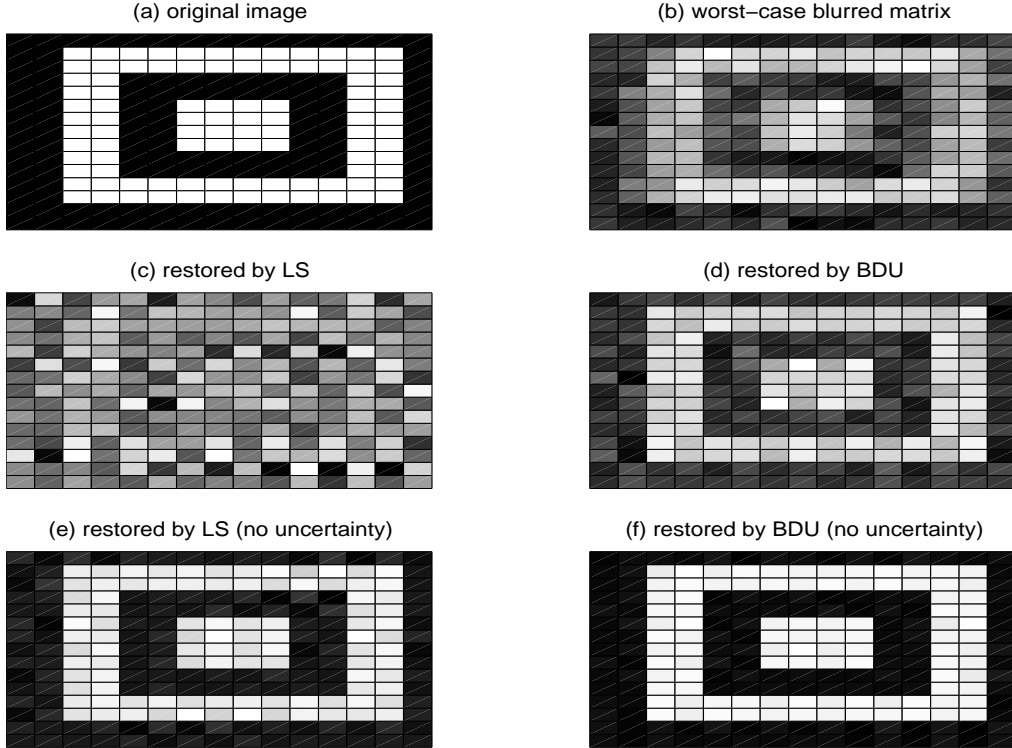 (a) original image
(b) worst−case blurred matrix
(c) restored by LS
(d) restored by BDU
(e) restored by LS (no uncertainty)
(f) restored by BDU (no uncertainty)